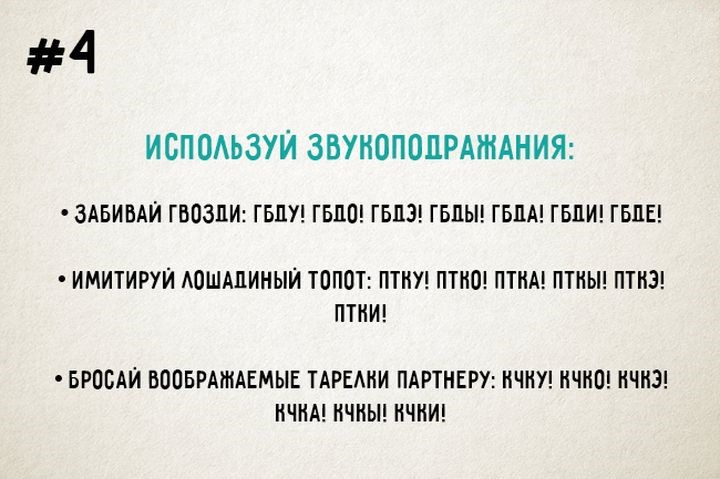 #4
ИСПОЛЬЗУЙ ЗВУКОПОДРАЖАНИЯ:
• ЗАБИВАЙ ГВОЗДИ: ГБДУ! ГБДО! ГБДЭ! ГБДЫ! ГБДА! ГБДИ! ГБДЕ!
• ИМИТИРУЙ ЛОШАДИНЫЙ ТОПОТ: ПТКУ! ПТКО! ПТКА! ПТКЫ! ПТКЭ!
ПТКИ!
• БРОСАЙ ВООБРАЖАЕМЫЕ ТАРЕЛКИ ПАРТНЕРУ: КЧКУ! КЧКО! КЧКЭ!
КЧКА! КЧКЫ! КЧКИ!